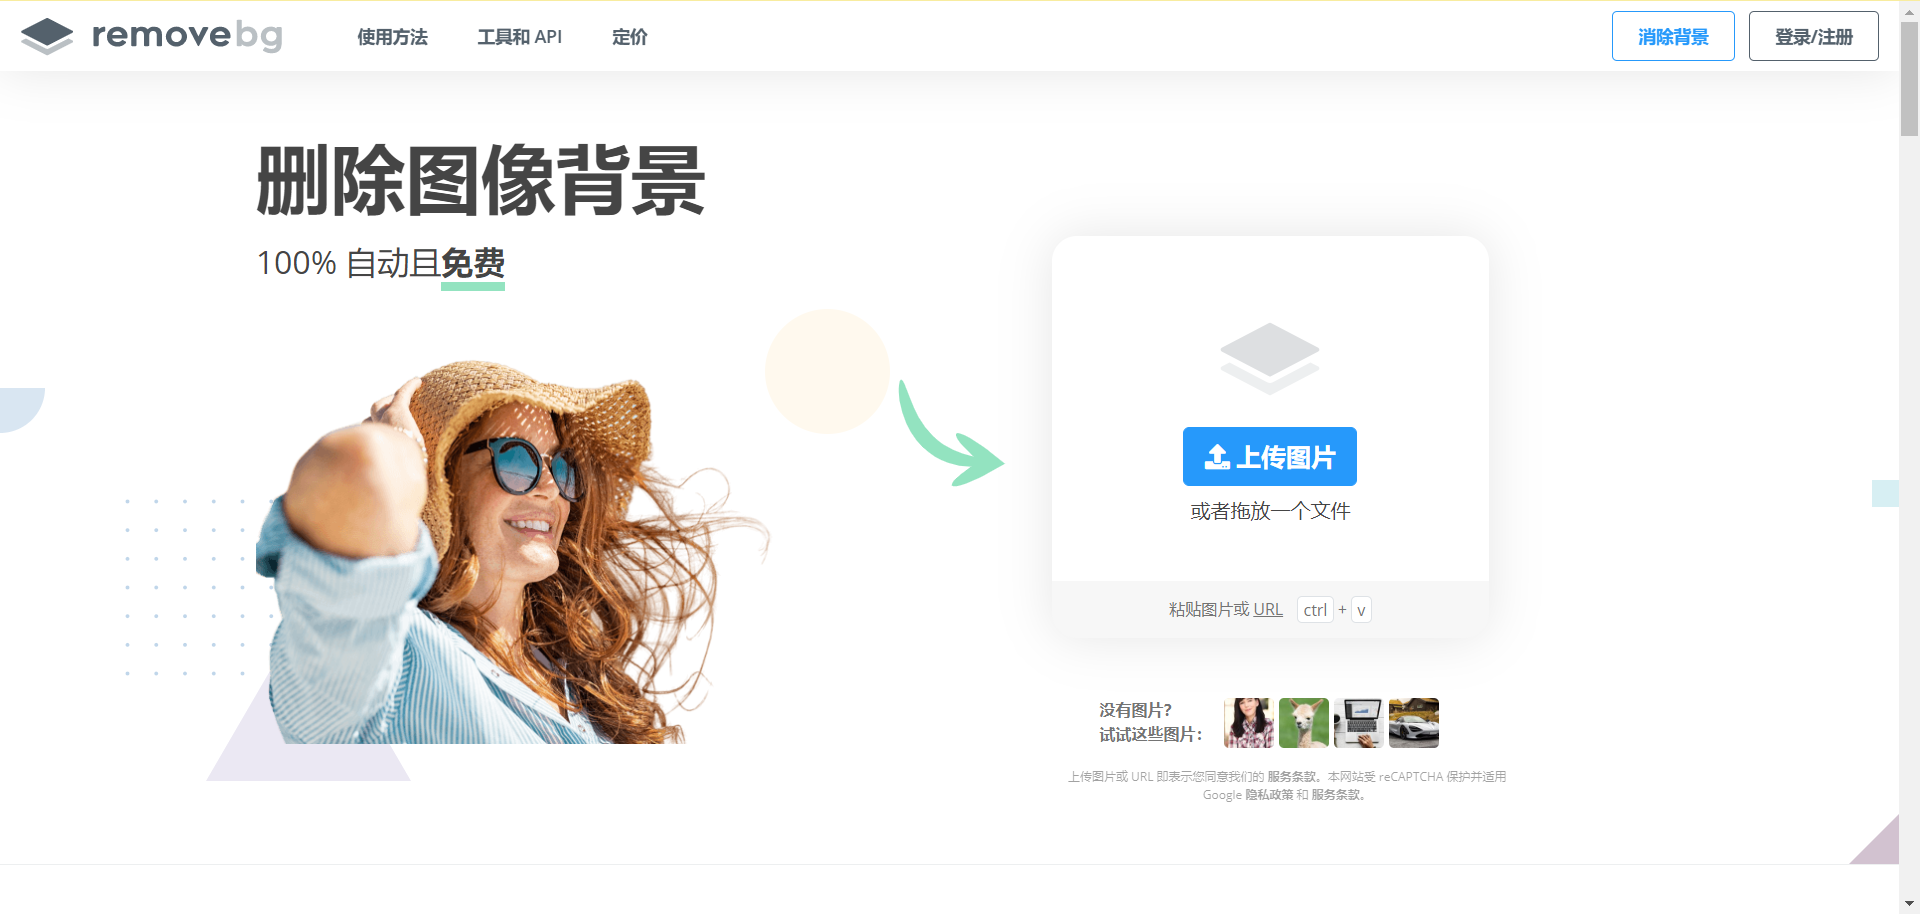 removebg
使用方法
工具和 API
定价
消除背景
登录/注册
删除图像背景
100% 自动且免费
上传图片
或者拖放一个文件
粘贴图片或 URL ctrl + v
没有图片?
试试这些图片：
上传图片或 URL 即表示您同意我们的 服务条款。本网站受 reCAPTCHA 保护并适用
Google 隐私政策 和 服务条款。